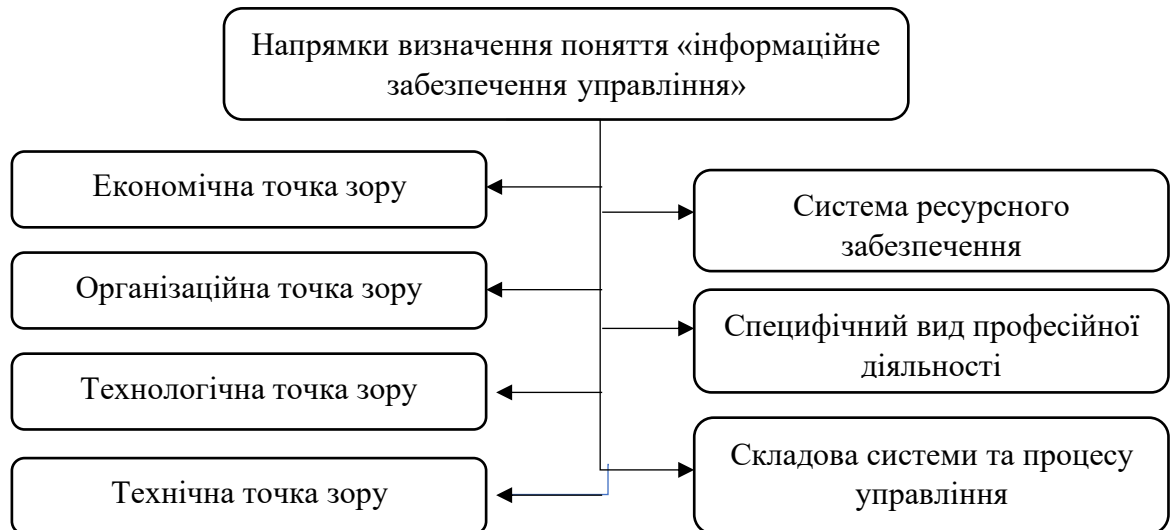 Напрямки визначення поняття «інформаційне
забезпечення управління»
Економічна точка зору
Організаційна точка зору
Технологічна точка зору
Технічна точка зору
Система ресурсного
забезпечення
Специфічний вид професійної
діяльності
Складова системи та процесу
управління